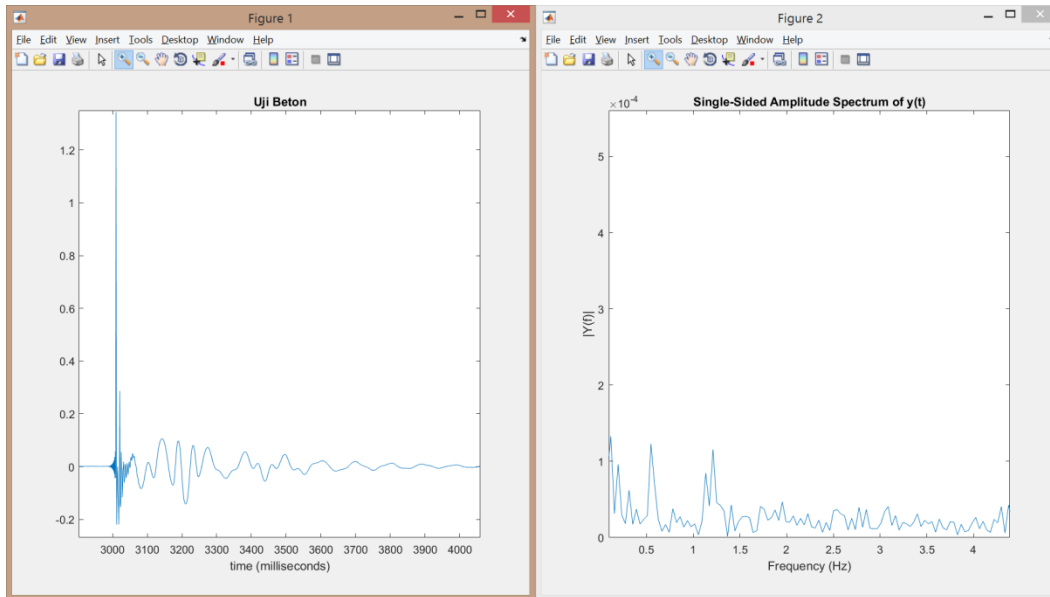 Figure 1
File Edit View Insert Tools Desktop Window Help
Uji Beton
1.2
1
0.8
0.6
0.4
0.2
0
-0.2
3000 3100 3200 3300 3400 3500 3600 3700 3800 3900 4000
time (milliseconds)
Figure 2
File Edit View Insert Tools Desktop Window Help
×10-4
Single-Sided Amplitude Spectrum of y(t)
5
4
3
2
1
0
|Y(f)|
0.5 1 1.5 2 2.5 3 3.5 4
Frequency (Hz)